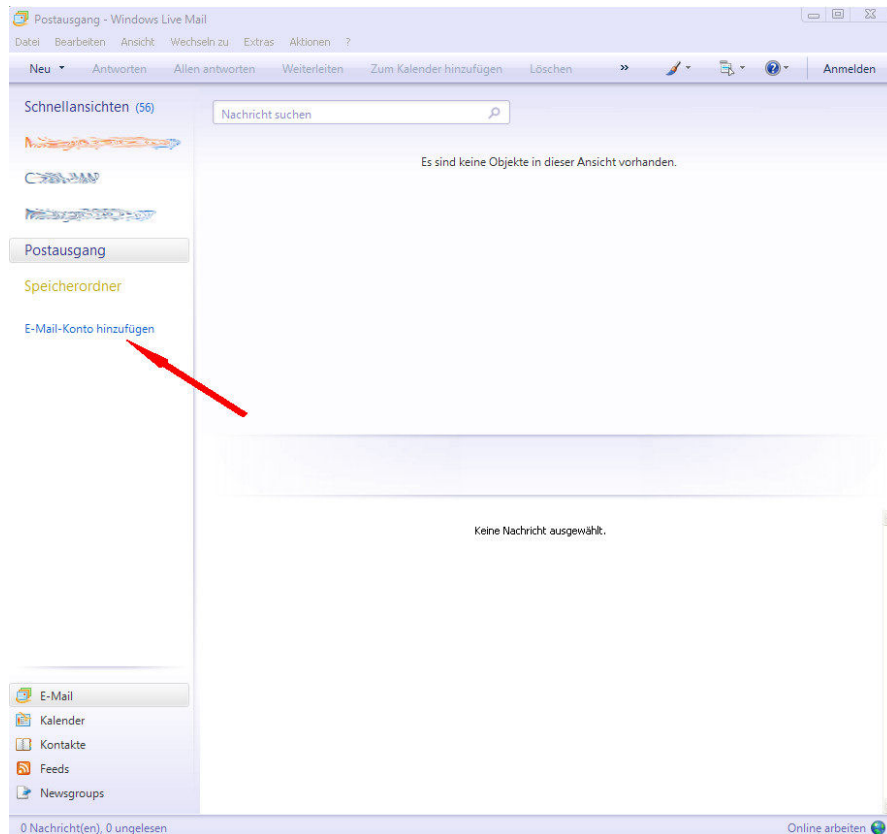 Postausgang - Windows Live Mail
Datei Bearbeiten Ansicht Wechseln zu Extras Aktionen ?
Neu Antworten Allen antworten Weiterleiten Zum Kalender hinzufügen Löschen » Anmelden
Schnellansichten (56)
Nachricht suchen
Es sind keine Objekte in dieser Ansicht vorhanden.
Postausgang
Speicherordner
E-Mail-Konto hinzufügen
Keine Nachricht ausgewählt.
E-Mail
Kalender
Kontakte
Feeds
Newsgroups
0 Nachricht(en), 0 ungelesen Online arbeiten